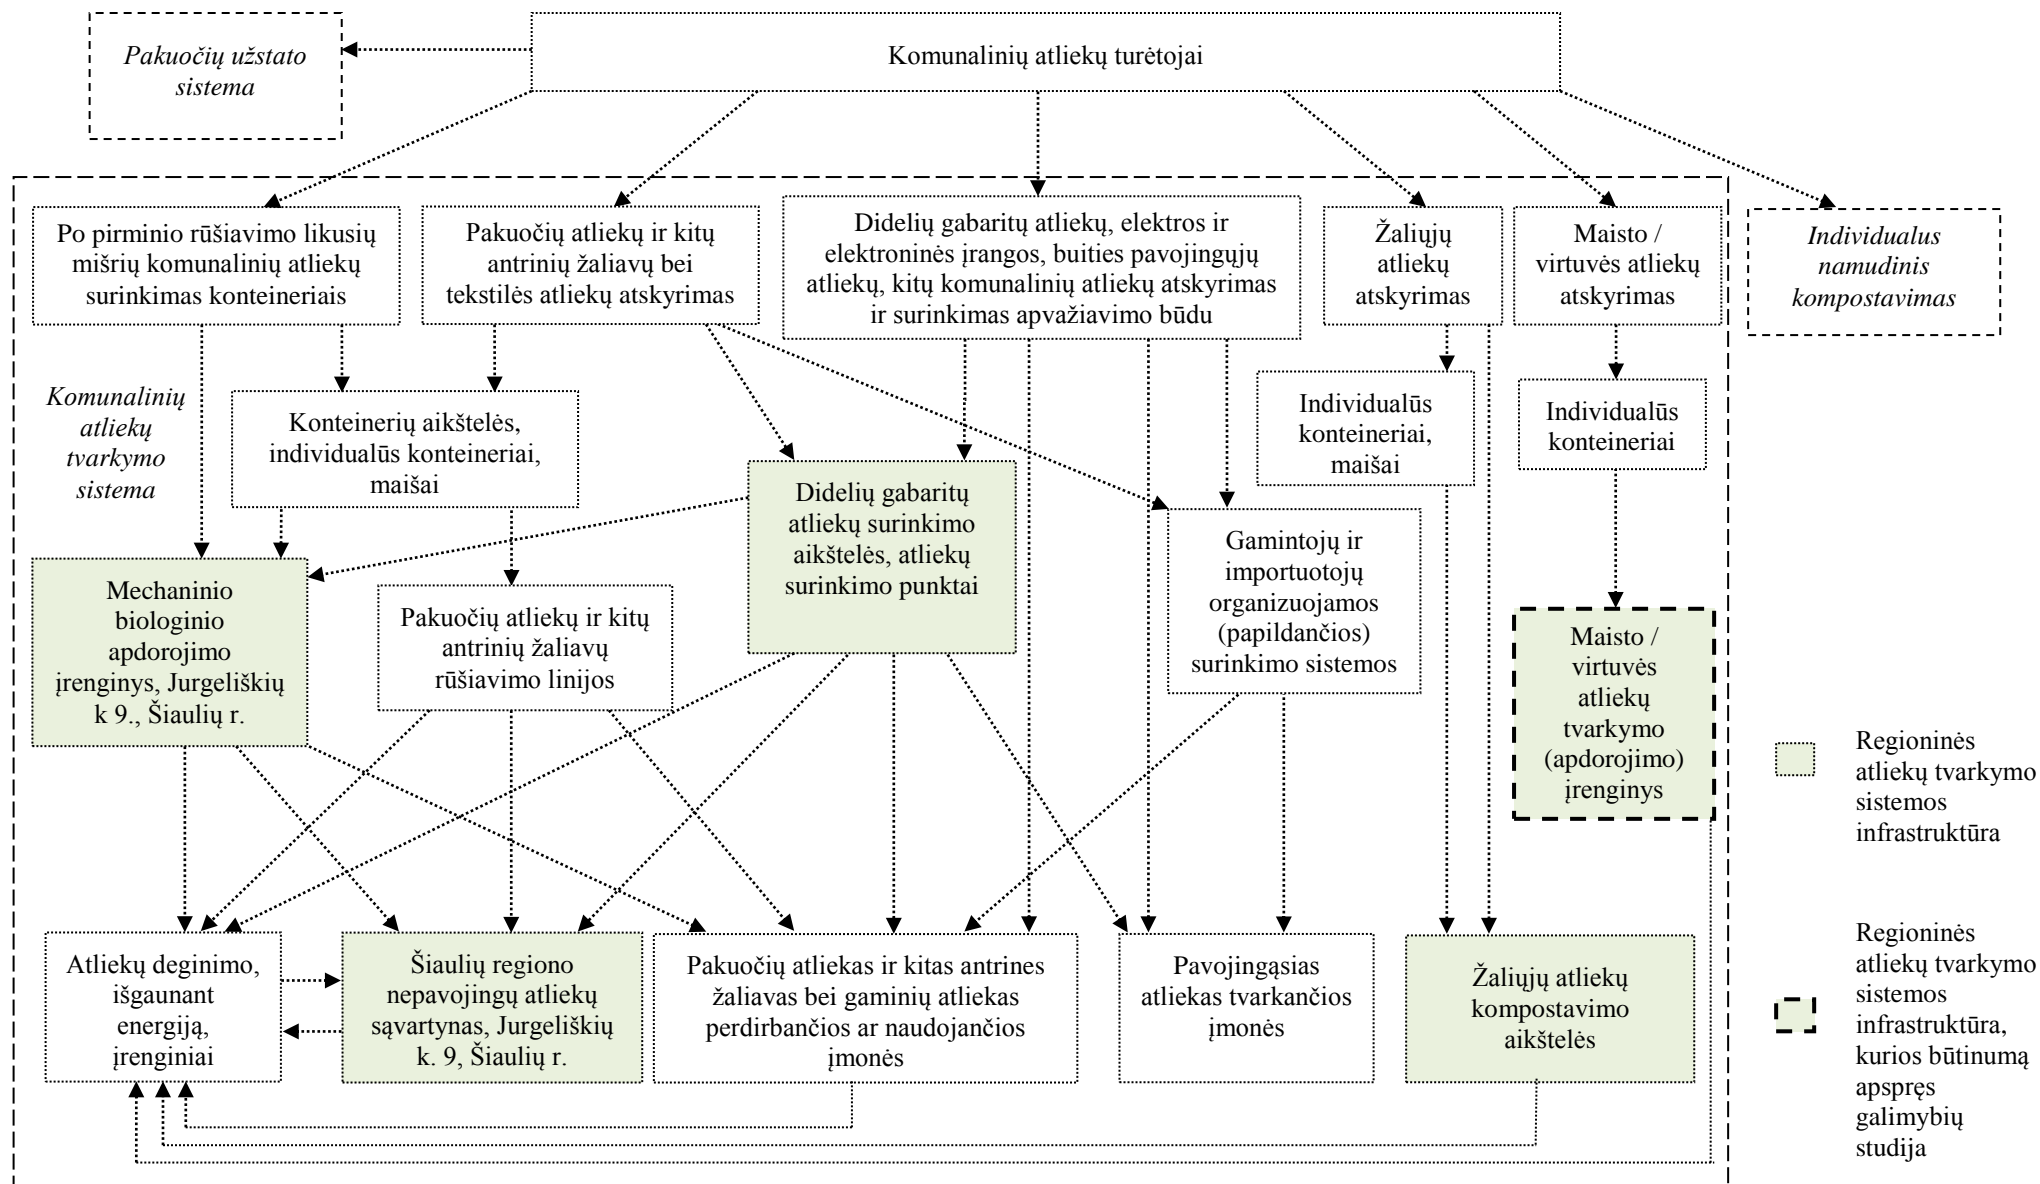 Pakuočių užstato
sistema
Komunalinių atliekų turėtojai
Po pirminio rūšiavimo likusių
mišrių komunalinių atliekų
surinkimas konteineriais
Pakuočių atliekų ir kitų
antrinių žaliavų bei
tekstilės atliekų atskyrimas
Didelių gabaritų atliekų, elektros ir
elektroninės įrangos, buities pavojingųjų
atliekų, kitų komunalinių atliekų atskyrimas
ir surinkimas apvažiavimo būdu
Žaliųjų
atliekų
atskyrimas
Maisto /
virtuvės atliekų
atskyrimas
Individualus
namudinis
kompostavimas
Komunalinių
atliekų
tvarkymo
sistema
Konteinerių aikštelės,
individualūs konteineriai,
maišai
Individualūs
konteineriai,
maišai
Individualūs
konteineriai
Didelių gabaritų
atliekų surinkimo
aikštelės, atliekų
surinkimo punktai
Gamintojų ir
importuotojų
organizuojamos
(papildančios)
surinkimo sistemos
Mechaninio
biologinio
apdorojimo
įrenginys, Jurgeliškių
k 9., Šiaulių r.
Pakuočių atliekų ir kitų
antrinių žaliavų
rūšiavimo linijos
Maisto /
virtuvės
atliekų
tvarkymo
(apdorojimo)
įrenginys
Regioninės
atliekų tvarkymo
sistemos
infrastruktūra
Atliekų deginimo,
išgaunant
energiją,
įrenginiai
Šiaulių regiono
nepavojingų atliekų
sąvartynas, Jurgeliškių
k. 9, Šiaulių r.
Pakuočių atliekas ir kitas antrines
žaliavas bei gaminių atliekas
perdirbančios ar naudojančios
įmonės
Pavojingąsias
atliekas tvarkančios
įmonės
Žaliųjų atliekų
kompostavimo
aikštelės
Regioninės
atliekų tvarkymo
sistemos
infrastruktūra,
kurios būtinumą
apspręs
galimybių
studija